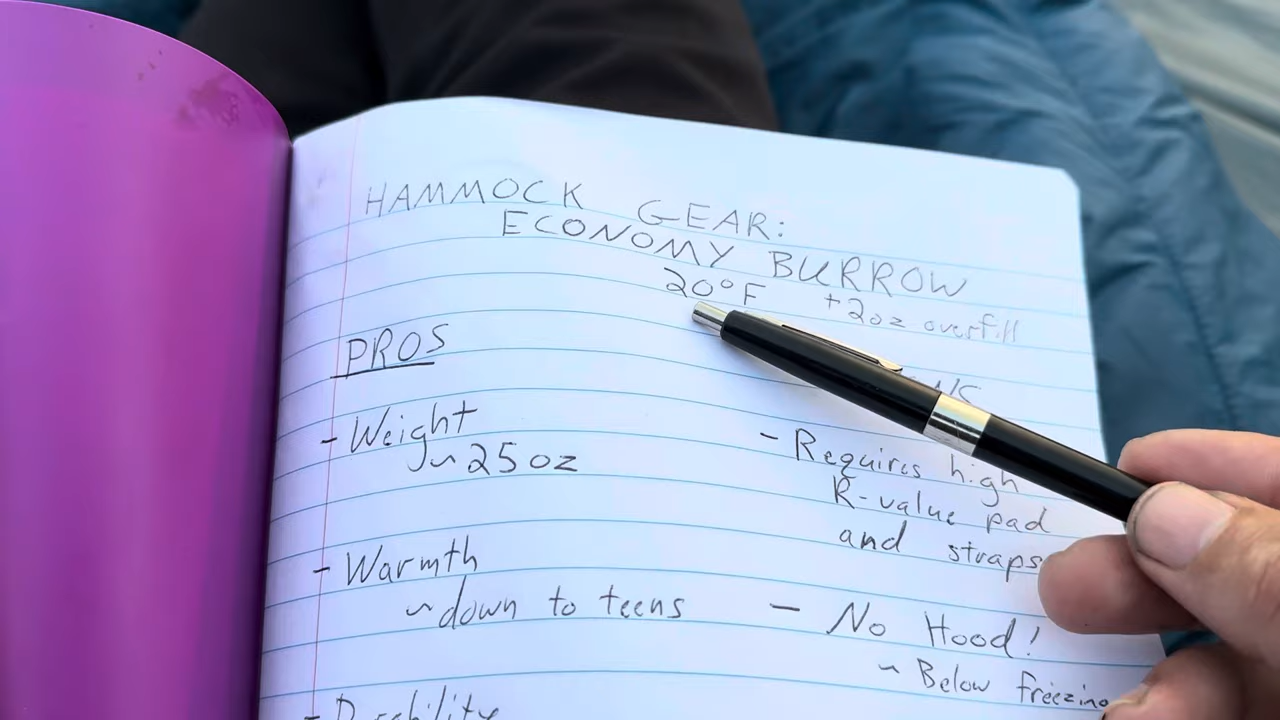 HAMMOCK GEAR:
ECONOMY BURROW
20°F +2oz overfill
PROS
- Weight
~25oz
- Warmth
~down to teens
- Durability
- Requires high
R-value pad
and straps
- No Hood!
~ Below freezing